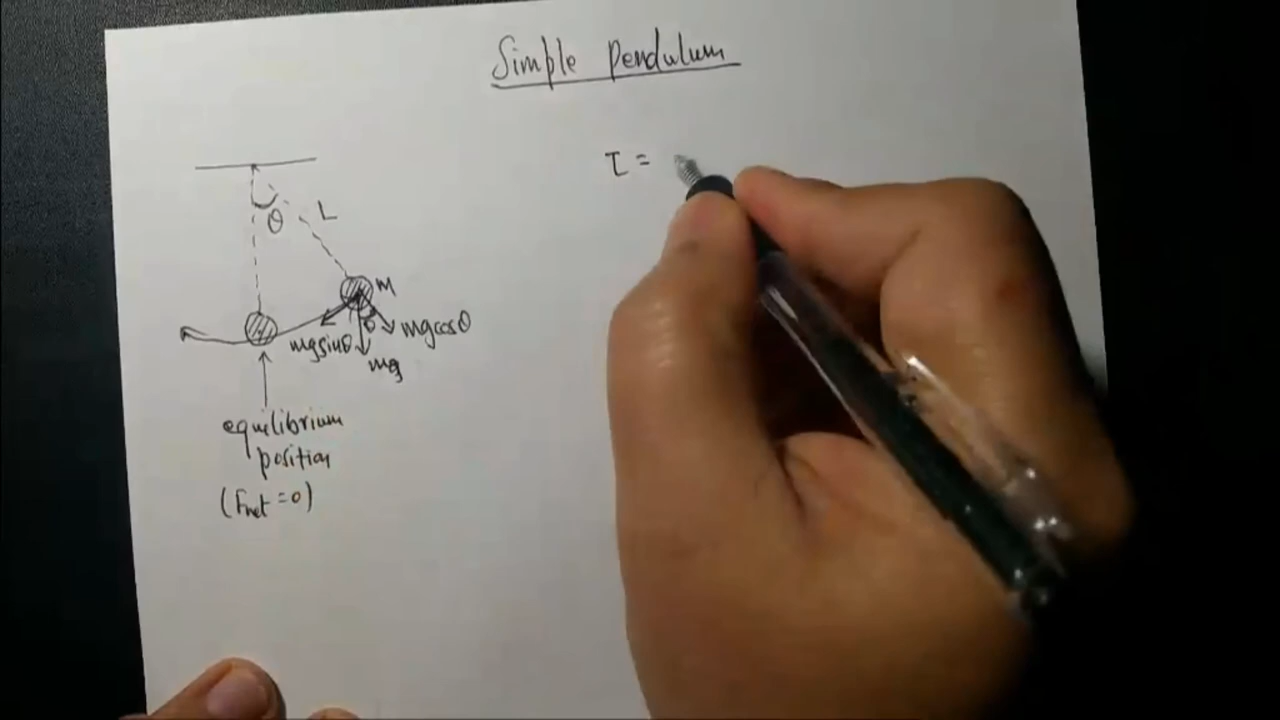 Simple Pendulum
τ =
θ
L
m
θ
mgcosθ
mgsinθ
mg
equilibrium
position
(Fnet = 0)